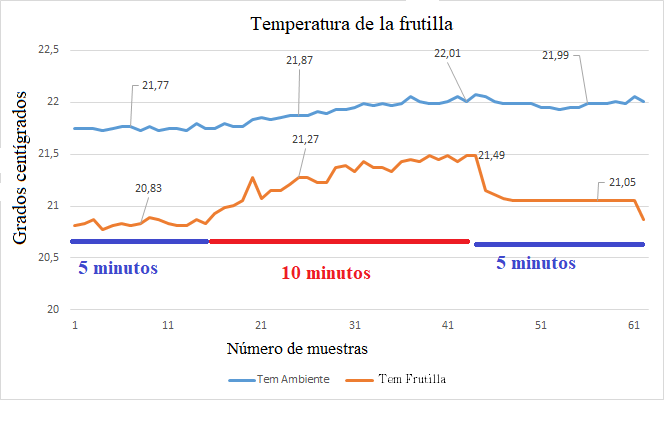 Temperatura de la frutilla
Grados centígrados
22,5
22
21,5
21
20,5
20
21,77
21,87
22,01
21,99
20,83
21,27
21,49
21,05
5 minutos
10 minutos
5 minutos
1
11
21
31
41
51
61
Número de muestras
Tem Ambiente
Tem Frutilla